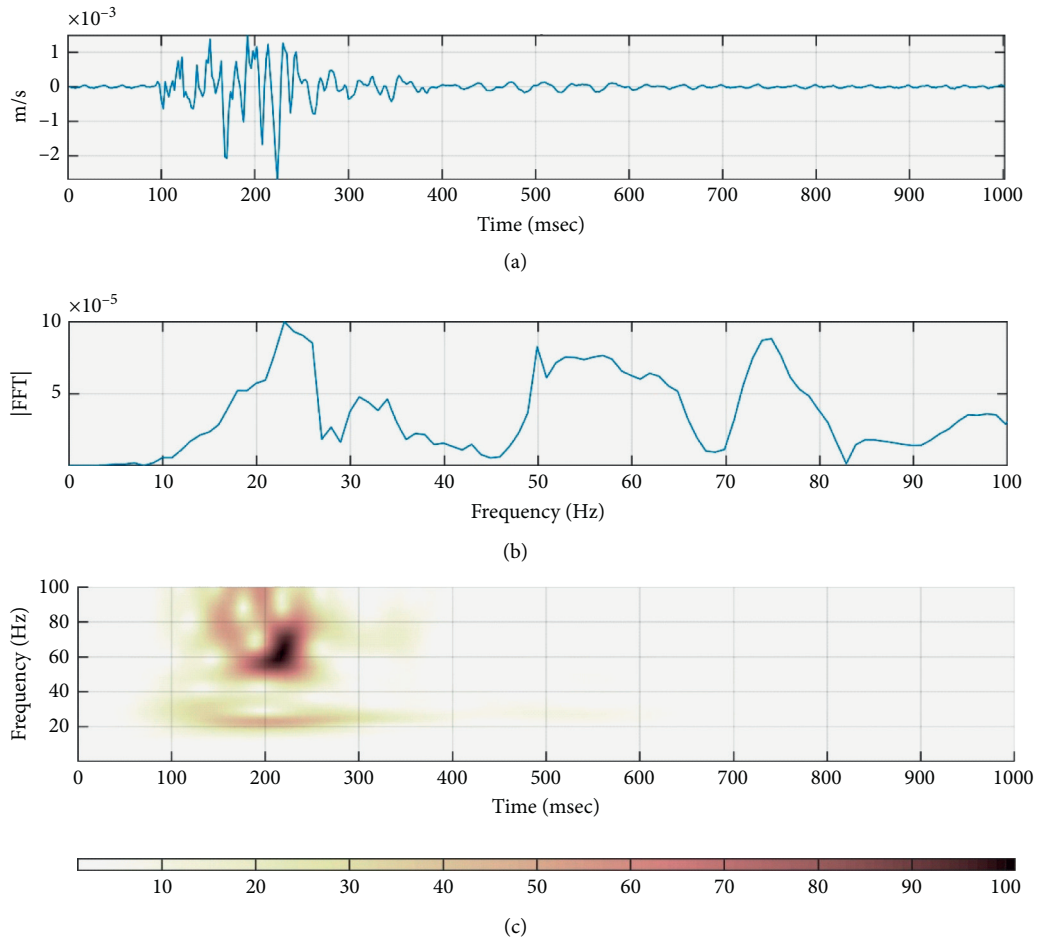 ×10⁻³
1
0
−1
−2
m/s
0 100 200 300 400 500 600 700 800 900 1000
Time (msec)
(a)
×10⁻⁵
10
5
|FFT|
0 10 20 30 40 50 60 70 80 90 100
Frequency (Hz)
(b)
100
80
60
40
20
Frequency (Hz)
0 100 200 300 400 500 600 700 800 900 1000
Time (msec)
10 20 30 40 50 60 70 80 90 100
(c)